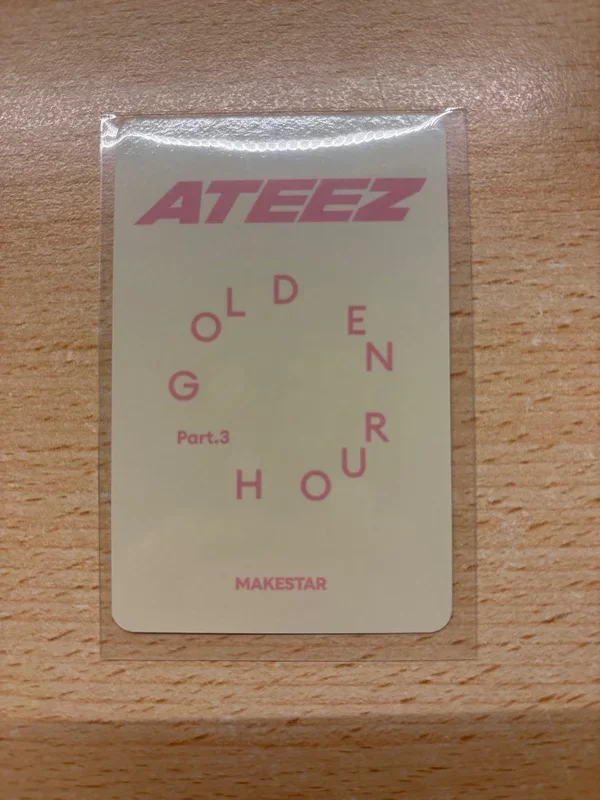 ATEEZ
GOLDEN
Part.3
HOUR
MAKESTAR